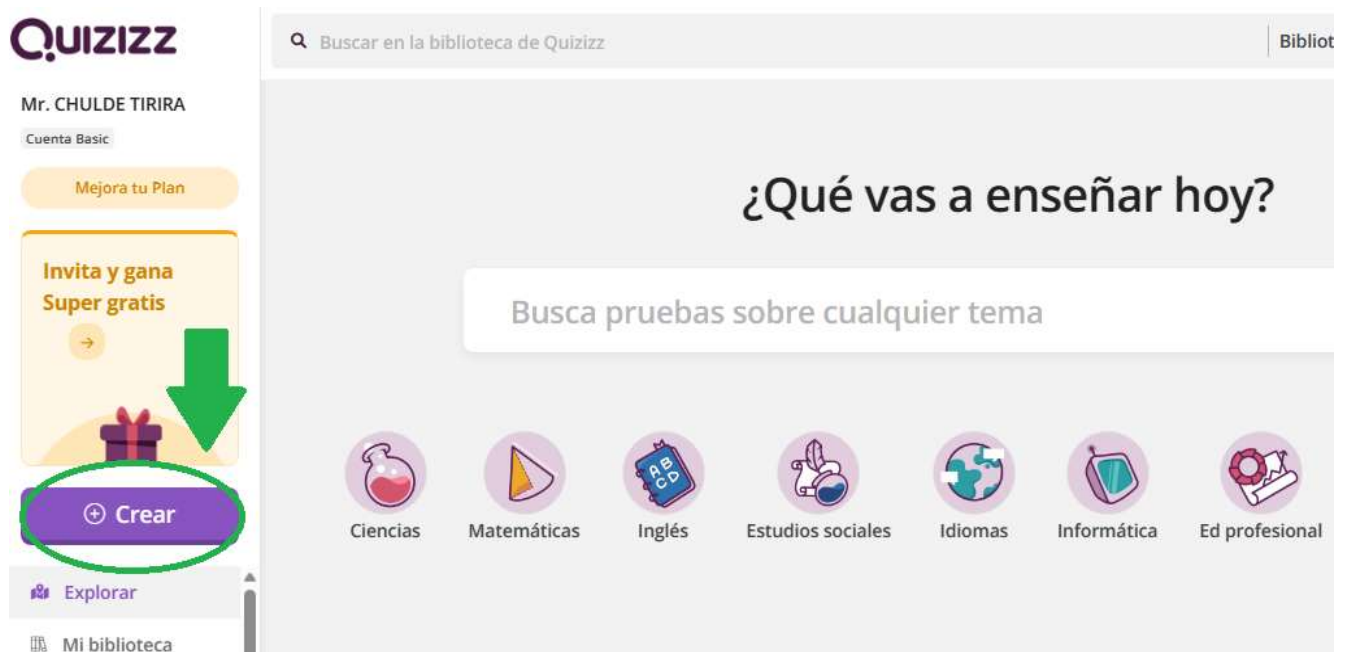 QUIZIZZ
Buscar en la biblioteca de Quizizz
Bibliot
Mr. CHULDE TIRIRA
Cuenta Basic
Mejora tu Plan
¿Qué vas a enseñar hoy?
Invita y gana
Super gratis
Busca pruebas sobre cualquier tema
A B
C D
Crear
Ciencias
Matemáticas
Inglés
Estudios sociales
Idiomas
Informática
Ed profesional
Explorar
Mi biblioteca